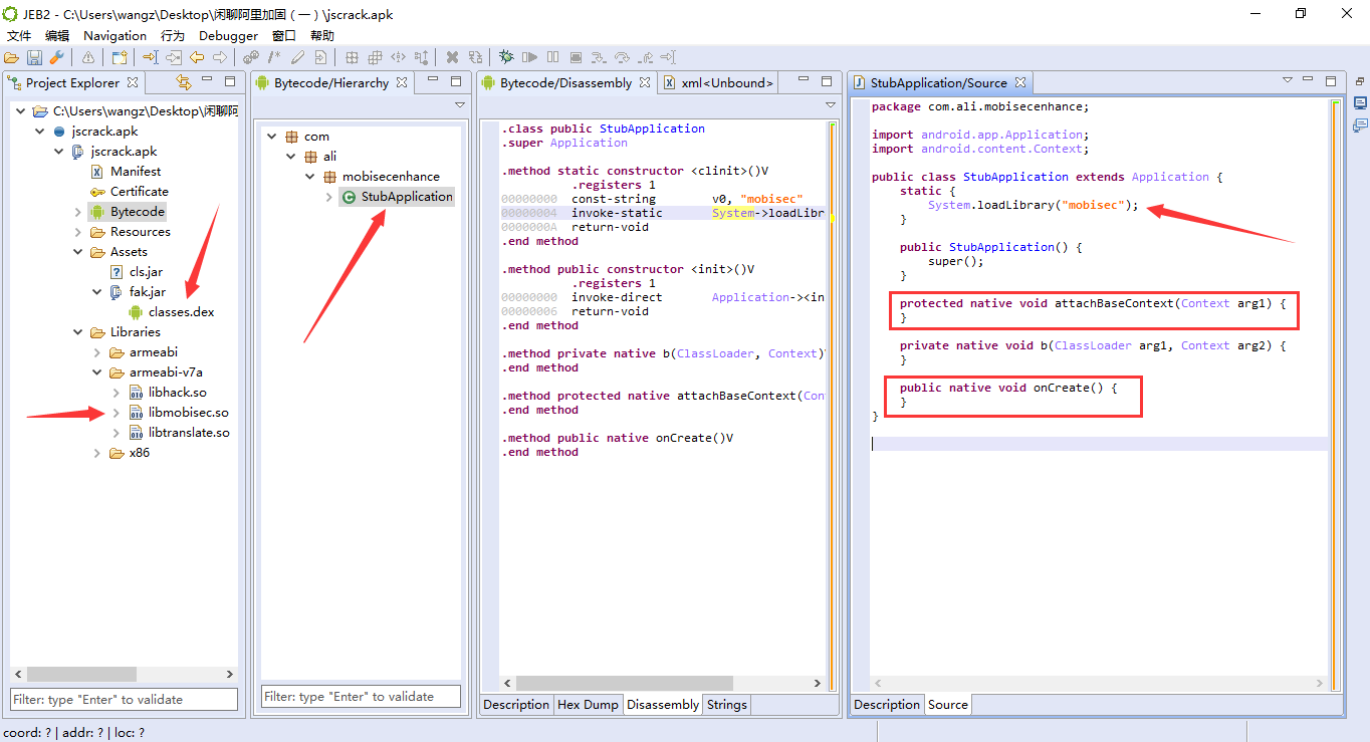 JEB2 - C:\Users\wangz\Desktop\闲聊阿里加固 (一) \jscrack.apk
文件 编辑 Navigation 行为 Debugger 窗口 帮助
Project Explorer
C:\Users\wangz\Desktop\闲聊阿
jscrack.apk
jscrack.apk
Manifest
Certificate
Bytecode
Resources
Assets
cls.jar
fak.jar
classes.dex
Libraries
armeabi
armeabi-v7a
libhack.so
libmobisec.so
libtranslate.so
x86
Filter: type "Enter" to validate
Bytecode/Hierarchy
com
ali
mobisecenhance
StubApplication
Filter: type "Enter" to validate
Bytecode/Disassembly xml<Unbound>
.class public StubApplication
.super Application
.method static constructor <clinit>()V
.registers 1
00000000 const-string v0, "mobisec"
00000004 invoke-static System->loadLibr
0000000A return-void
.end method
.method public constructor <init>()V
.registers 1
00000000 invoke-direct Application-><in
00000006 return-void
.end method
.method private native b(ClassLoader, Context)
.end method
.method protected native attachBaseContext(Con
.end method
.method public native onCreate()V
.end method
Description Hex Dump Disassembly Strings
StubApplication/Source
package com.ali.mobisecenhance;
import android.app.Application;
import android.content.Context;
public class StubApplication extends Application {
static {
System.loadLibrary("mobisec");
}
public StubApplication() {
super();
}
protected native void attachBaseContext(Context arg1) {
}
private native void b(ClassLoader arg1, Context arg2) {
}
public native void onCreate() {
}
}
Description Source
coord: ? | addr: ? | loc: ?